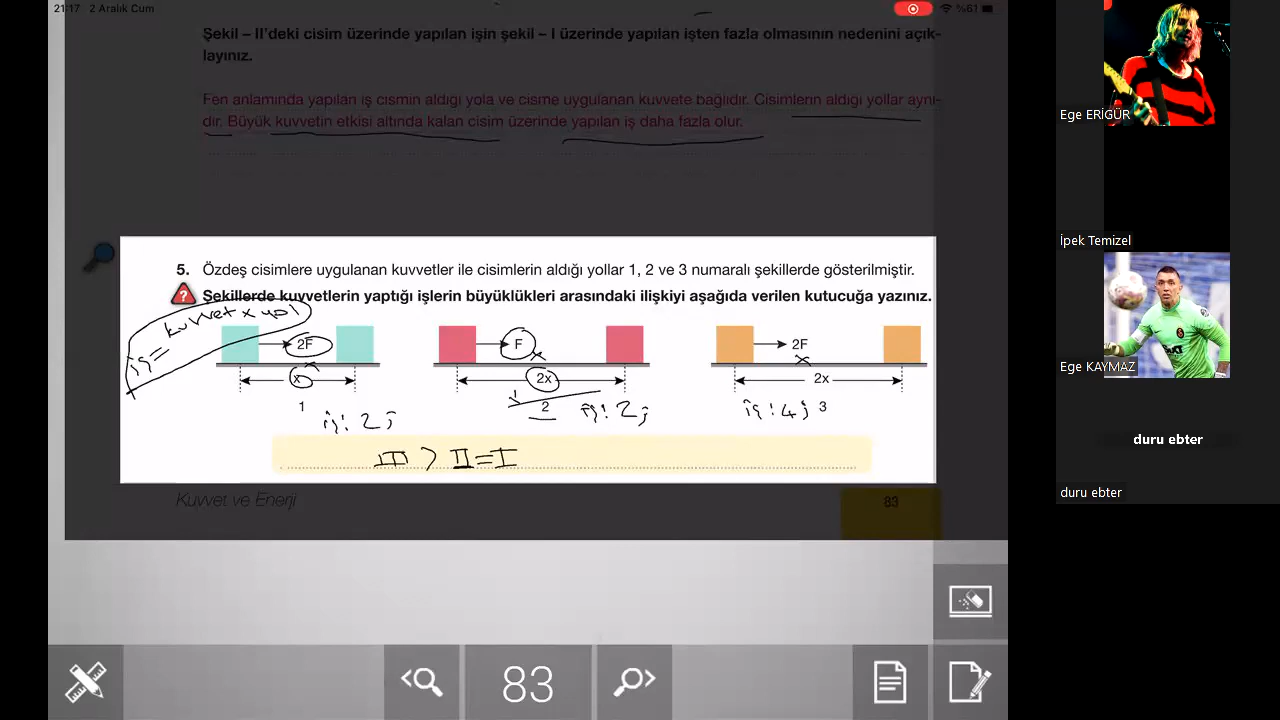 21:17 2 Aralık Cum
%61
Şekil – II'deki cisim üzerinde yapılan işin şekil – I üzerinde yapılan işten fazla olmasının nedenini açık-
layınız.
Fen anlamında yapılan iş cismin aldığı yola ve cisme uygulanan kuvvete bağlıdır. Cisimlerin aldığı yollar aynı-
dır. Büyük kuvvetin etkisi altında kalan cisim üzerinde yapılan iş daha fazla olur.
5. Özdeş cisimlere uygulanan kuvvetler ile cisimlerin aldığı yollar 1, 2 ve 3 numaralı şekillerde gösterilmiştir.
? Şekillerde kuvvetlerin yaptığı işlerin büyüklükleri arasındaki ilişkiyi aşağıda verilen kutucuğa yazınız.
iş = kuvvet x yol
2F F 2F
x 2x 2x
1 2 3
iş: 2j iş: 2j iş: 4j
III > II = I
Kuvvet ve Enerji 83
83
Ege ERİGÜR
İpek Temizel
Ege KAYMAZ
duru ebter
duru ebter